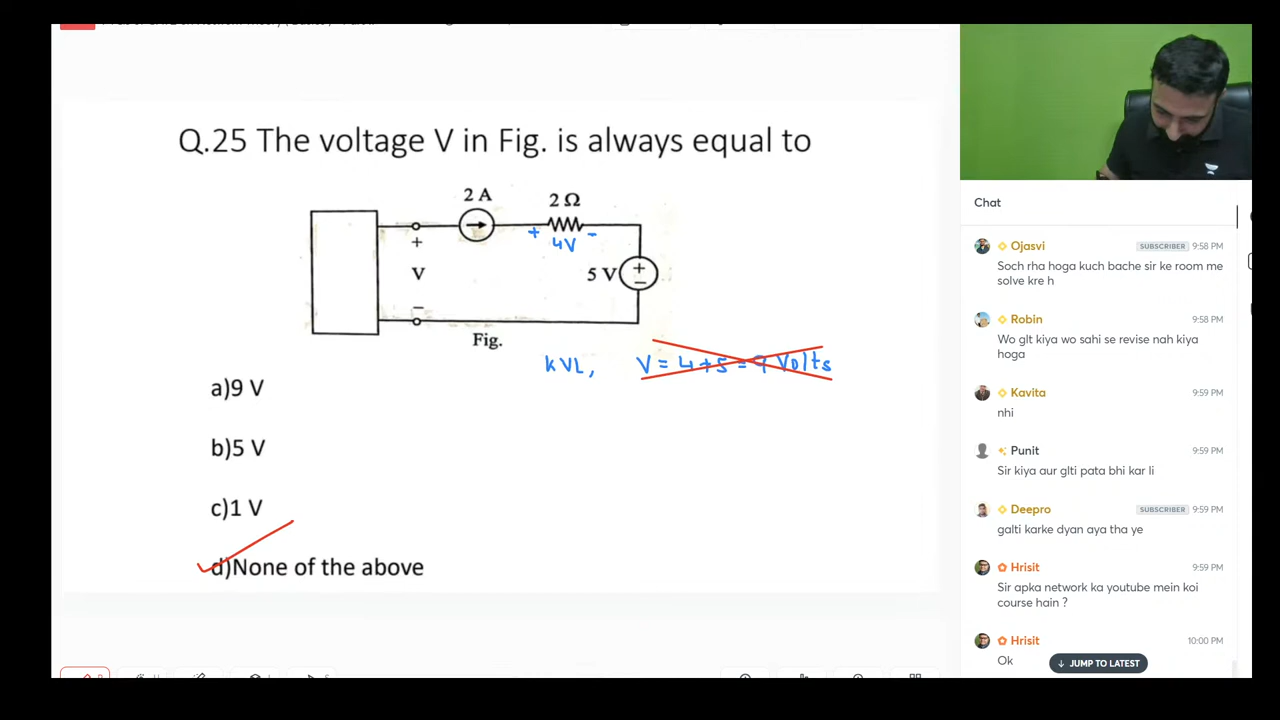 Q.25 The voltage V in Fig. is always equal to
2 A
2 Ω
+ 4V -
+
V
−
5 V
+
−
Fig.
KVL, V = 4 + 5 = 9 Volts
a)9 V
b)5 V
c)1 V
d)None of the above
Chat
Ojasvi SUBSCRIBER 9:58 PM
Soch rha hoga kuch bache sir ke room me
solve kre h
Robin 9:58 PM
Wo glt kiya wo sahi se revise nah kiya
hoga
Kavita 9:59 PM
nhi
Punit 9:59 PM
Sir kiya aur glti pata bhi kar li
Deepro SUBSCRIBER 9:59 PM
galti karke dyan aya tha ye
Hrisit 9:59 PM
Sir apka network ka youtube mein koi
course hain ?
Hrisit 10:00 PM
Ok
↓ JUMP TO LATEST